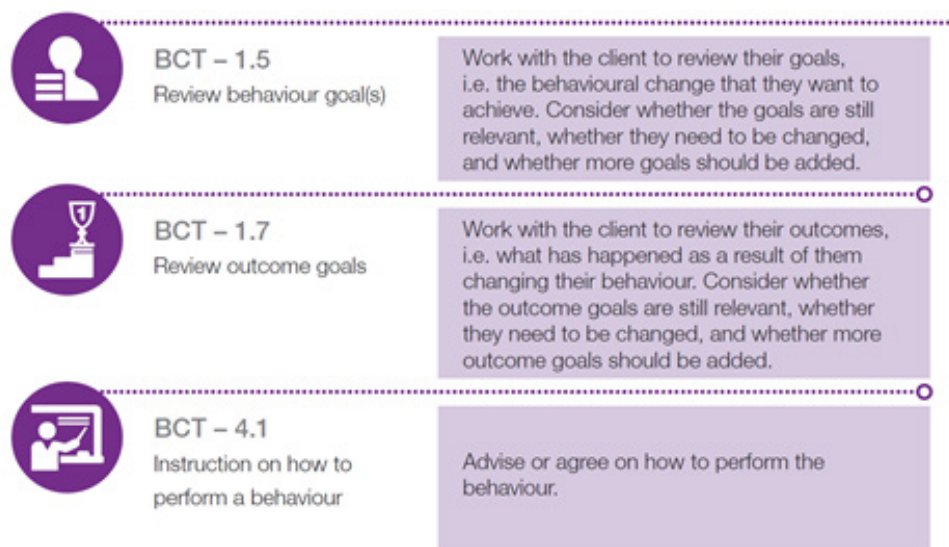 BCT – 1.5
Review behaviour goal(s)
Work with the client to review their goals,
i.e. the behavioural change that they want to
achieve. Consider whether the goals are still
relevant, whether they need to be changed,
and whether more goals should be added.
1
BCT – 1.7
Review outcome goals
Work with the client to review their outcomes,
i.e. what has happened as a result of them
changing their behaviour. Consider whether
the outcome goals are still relevant, whether
they need to be changed, and whether more
outcome goals should be added.
BCT – 4.1
Instruction on how to
perform a behaviour
Advise or agree on how to perform the
behaviour.